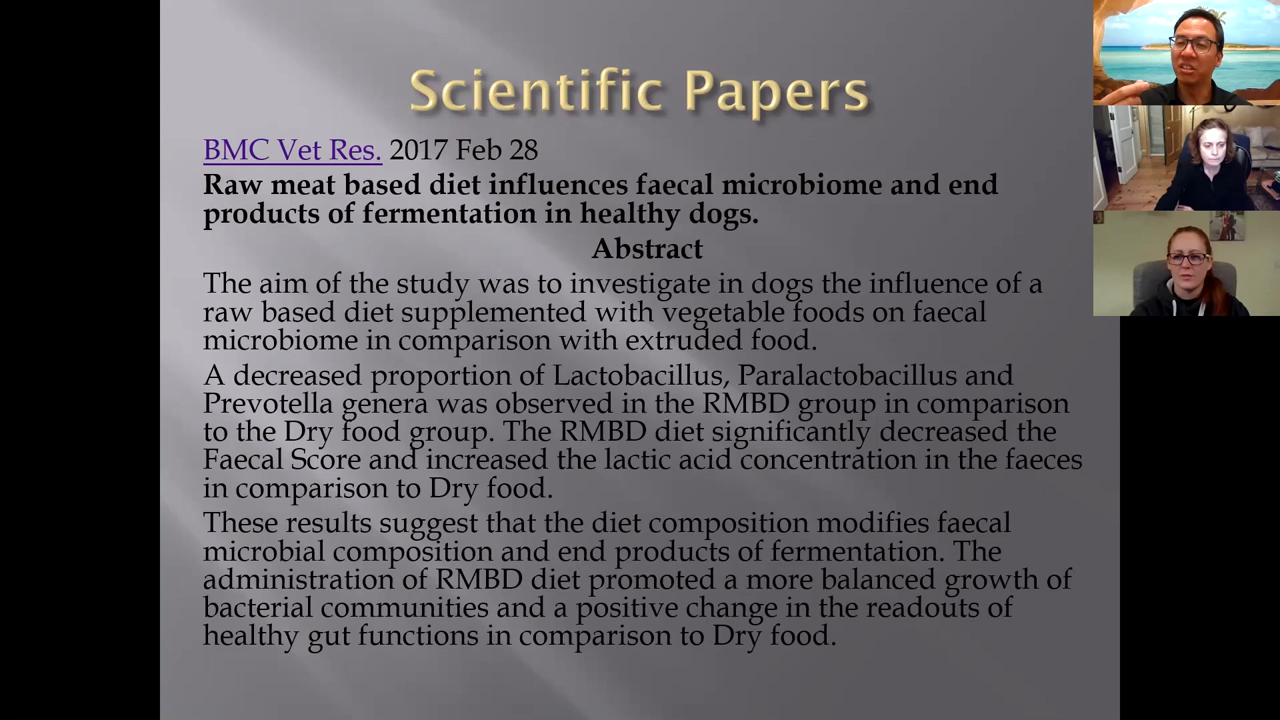 Scientific Papers
BMC Vet Res. 2017 Feb 28
Raw meat based diet influences faecal microbiome and end
products of fermentation in healthy dogs.
Abstract
The aim of the study was to investigate in dogs the influence of a
raw based diet supplemented with vegetable foods on faecal
microbiome in comparison with extruded food.
A decreased proportion of Lactobacillus, Paralactobacillus and
Prevotella genera was observed in the RMBD group in comparison
to the Dry food group. The RMBD diet significantly decreased the
Faecal Score and increased the lactic acid concentration in the faeces
in comparison to Dry food.
These results suggest that the diet composition modifies faecal
microbial composition and end products of fermentation. The
administration of RMBD diet promoted a more balanced growth of
bacterial communities and a positive change in the readouts of
healthy gut functions in comparison to Dry food.